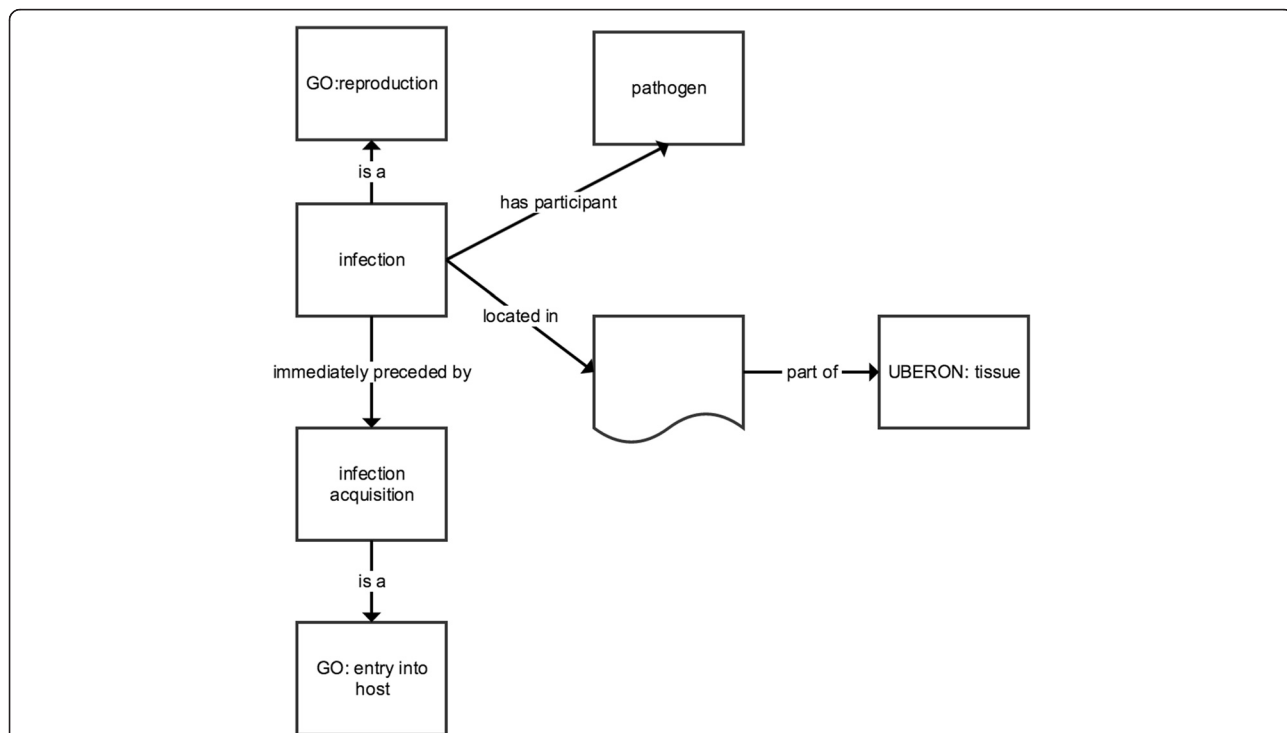 GO:reproduction
pathogen
is a
has participant
infection
located in
immediately preceded by
part of
UBERON: tissue
infection
acquisition
is a
GO: entry into
host